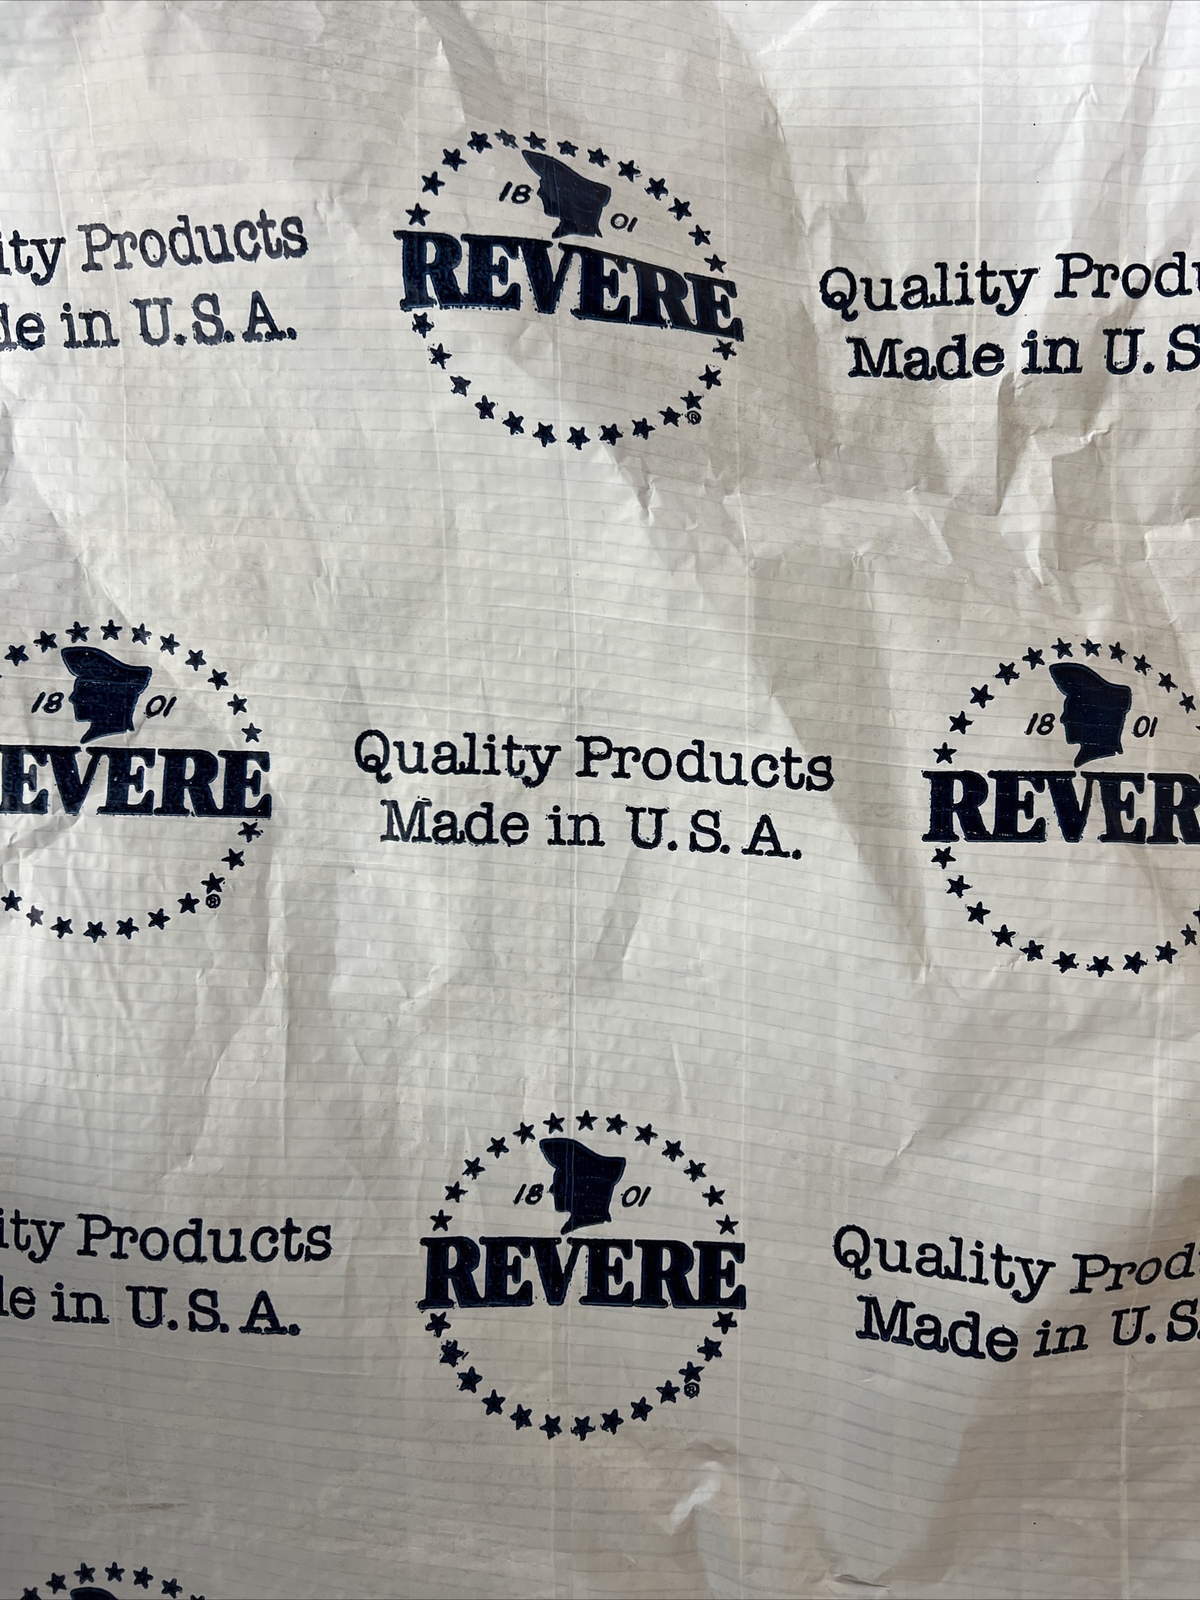 18 01
REVERE
®
ity Products
de in U.S.A.
Quality Produ
Made in U.S
18 01
EVERE
®
Quality Products
Made in U.S.A.
18 01
REVER
18 01
REVERE
®
ity Products
de in U.S.A.
Quality Prod
Made in U.S.